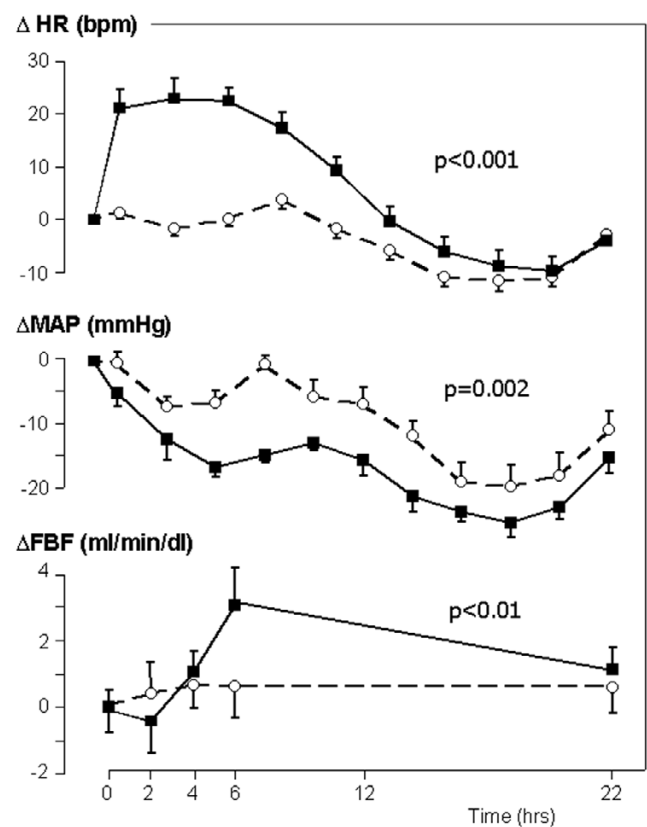 Δ HR (bpm)
30
20
10
0
-10
p<0.001
ΔMAP (mmHg)
0
-10
-20
p=0.002
ΔFBF (ml/min/dl)
4
2
0
-2
p<0.01
0 2 4 6 12 22
Time (hrs)